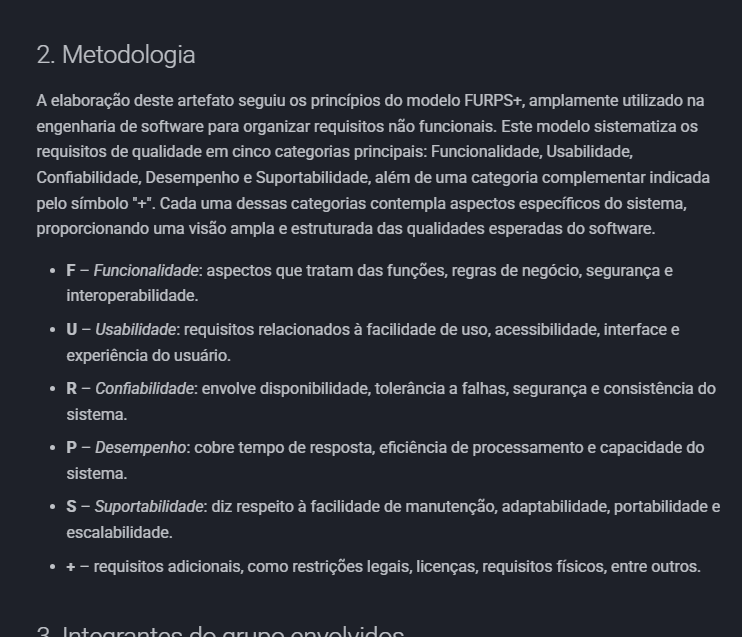 2. Metodologia
A elaboração deste artefato seguiu os princípios do modelo FURPS+, amplamente utilizado na
engenharia de software para organizar requisitos não funcionais. Este modelo sistematiza os
requisitos de qualidade em cinco categorias principais: Funcionalidade, Usabilidade,
Confiabilidade, Desempenho e Suportabilidade, além de uma categoria complementar indicada
pelo símbolo "+". Cada uma dessas categorias contempla aspectos específicos do sistema,
proporcionando uma visão ampla e estruturada das qualidades esperadas do software.
• F – Funcionalidade: aspectos que tratam das funções, regras de negócio, segurança e
interoperabilidade.
• U – Usabilidade: requisitos relacionados à facilidade de uso, acessibilidade, interface e
experiência do usuário.
• R – Confiabilidade: envolve disponibilidade, tolerância a falhas, segurança e consistência do
sistema.
• P – Desempenho: cobre tempo de resposta, eficiência de processamento e capacidade do
sistema.
• S – Suportabilidade: diz respeito à facilidade de manutenção, adaptabilidade, portabilidade e
escalabilidade.
• + – requisitos adicionais, como restrições legais, licenças, requisitos físicos, entre outros.
3. Integrantes do grupo envolvidos